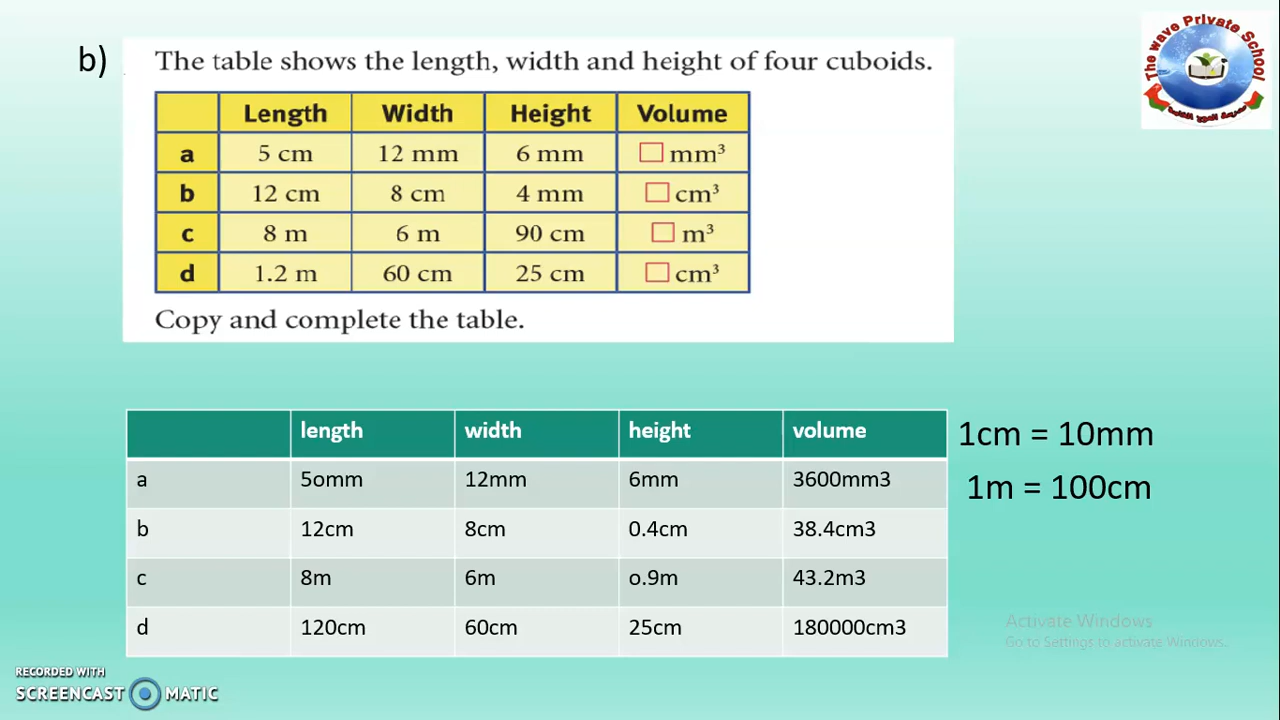 b)
The table shows the length, width and height of four cuboids.
Length Width Height Volume
a 5 cm 12 mm 6 mm □ mm³
b 12 cm 8 cm 4 mm □ cm³
c 8 m 6 m 90 cm □ m³
d 1.2 m 60 cm 25 cm □ cm³
Copy and complete the table.
length width height volume
a 5omm 12mm 6mm 3600mm3
b 12cm 8cm 0.4cm 38.4cm3
c 8m 6m o.9m 43.2m3
d 120cm 60cm 25cm 180000cm3
1cm = 10mm
1m = 100cm
The wave Private School
Activate Windows
Go to Settings to activate Windows.
RECORDED WITH
SCREENCAST MATIC